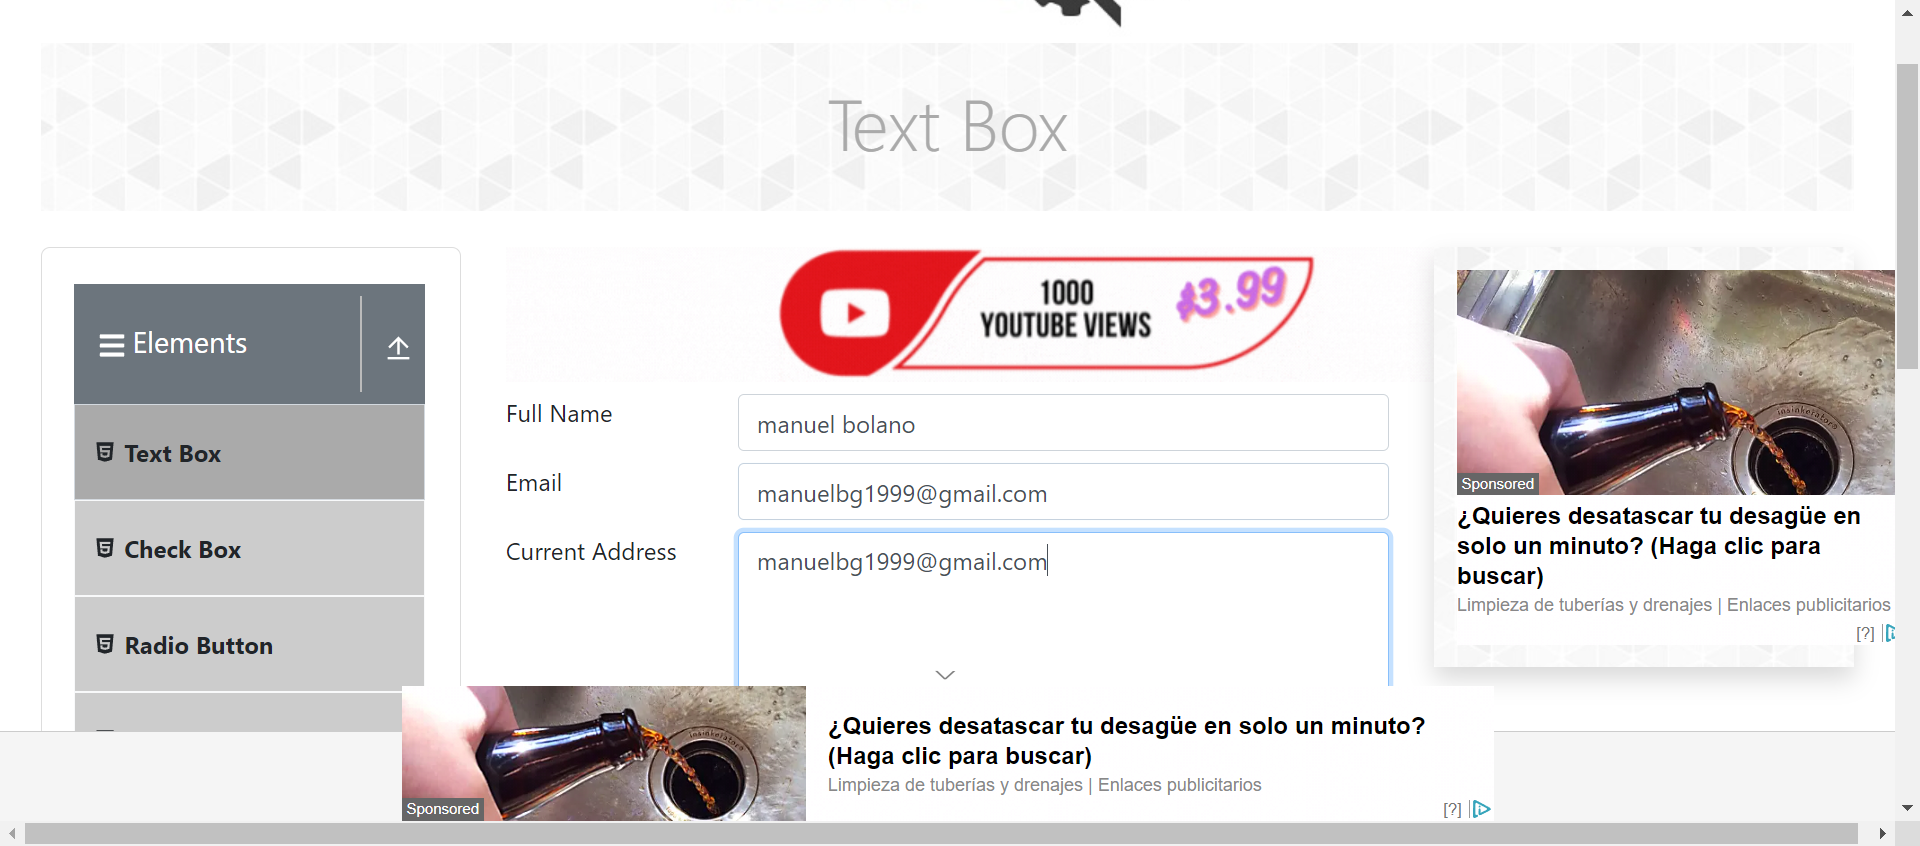 Text Box
Elements
Text Box
Check Box
Radio Button
1000
YOUTUBE VIEWS
$3.99
Full Name
manuel bolano
Email
manuelbg1999@gmail.com
Current Address
manuelbg1999@gmail.com
insinkerator
Sponsored
¿Quieres desatascar tu desagüe en
solo un minuto? (Haga clic para
buscar)
Limpieza de tuberías y drenajes | Enlaces publicitarios
[?]
insinkerator
Sponsored
¿Quieres desatascar tu desagüe en solo un minuto?
(Haga clic para buscar)
Limpieza de tuberías y drenajes | Enlaces publicitarios
[?]